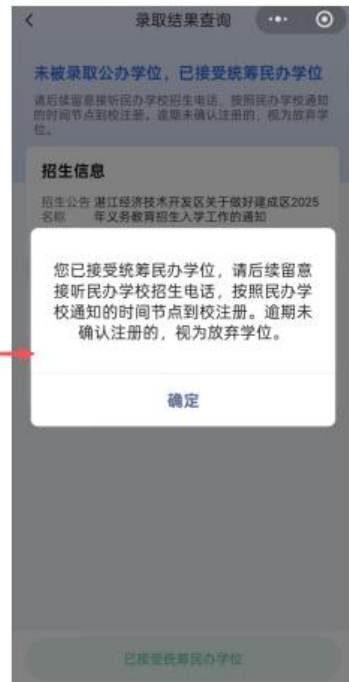 录取结果查询
未被录取公办学位，已接受统筹民办学位
请后续留意接听民办学校招生电话，按照民办学校通知
的时间节点到校注册。逾期未确认注册的，视为放弃学
位。
招生信息
招生公告 湛江经济技术开发区关于做好建成区2025
名称 年义务教育招生入学工作的通知
您已接受统筹民办学位，请后续留意
接听民办学校招生电话，按照民办学
校通知的时间节点到校注册。逾期未
确认注册的，视为放弃学位。
确定
已接受统筹民办学位